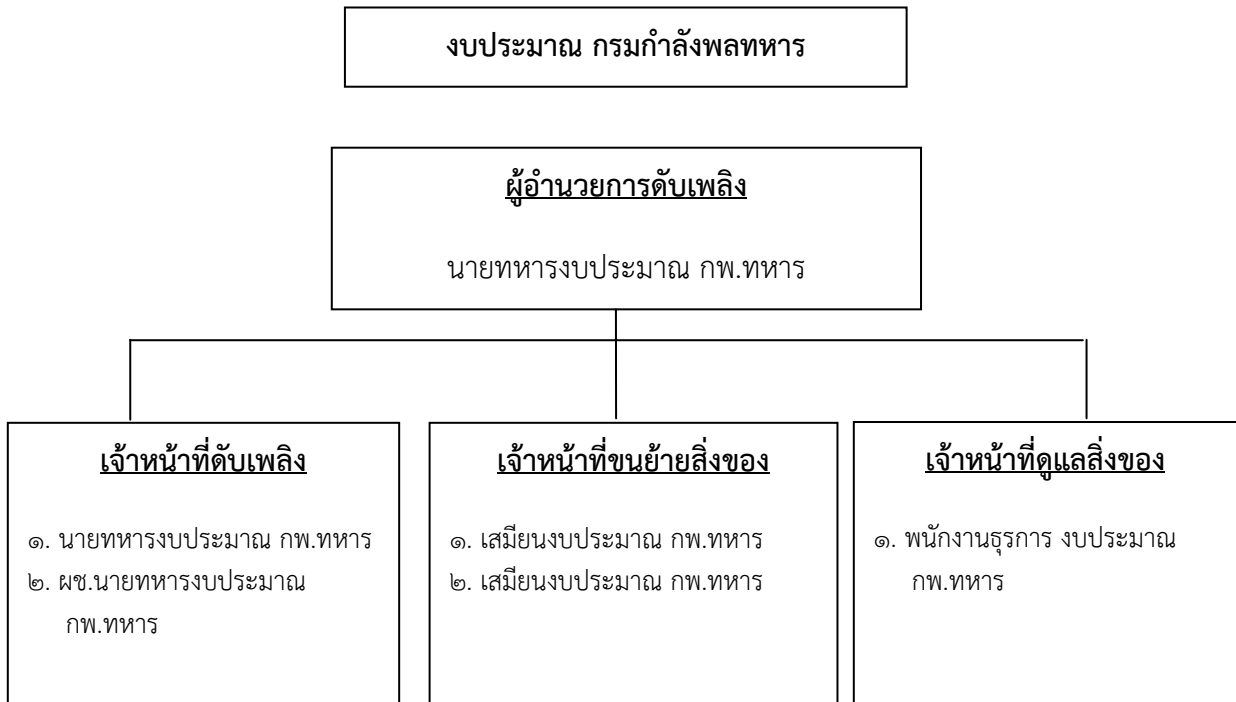 งบประมาณ กรมกำลังพลทหาร
ผู้อำนวยการดับเพลิง
นายทหารงบประมาณ กพ.ทหาร
เจ้าหน้าที่ดับเพลิง
๑. นายทหารงบประมาณ กพ.ทหาร
๒. ผช.นายทหารงบประมาณ
กพ.ทหาร
เจ้าหน้าที่ขนย้ายสิ่งของ
๑. เสมียนงบประมาณ กพ.ทหาร
๒. เสมียนงบประมาณ กพ.ทหาร
เจ้าหน้าที่ดูแลสิ่งของ
๑. พนักงานธุรการ งบประมาณ
กพ.ทหาร